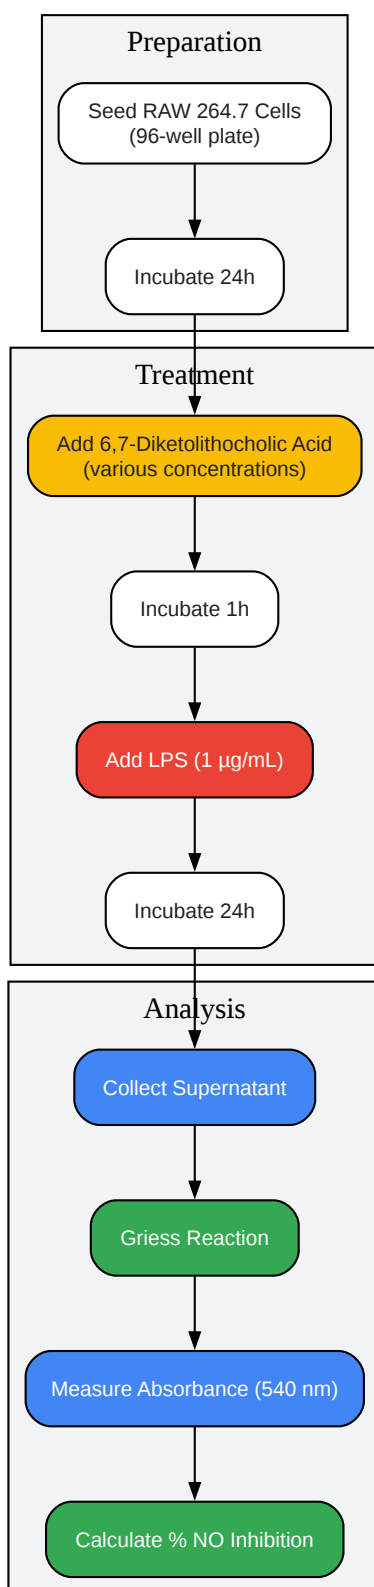 Preparation
Seed RAW 264.7 Cells
(96-well plate)
Incubate 24h
Treatment
Add 6,7-Diketolithocholic Acid
(various concentrations)
Incubate 1h
Add LPS (1 µg/mL)
Incubate 24h
Analysis
Collect Supernatant
Griess Reaction
Measure Absorbance (540 nm)
Calculate % NO Inhibition